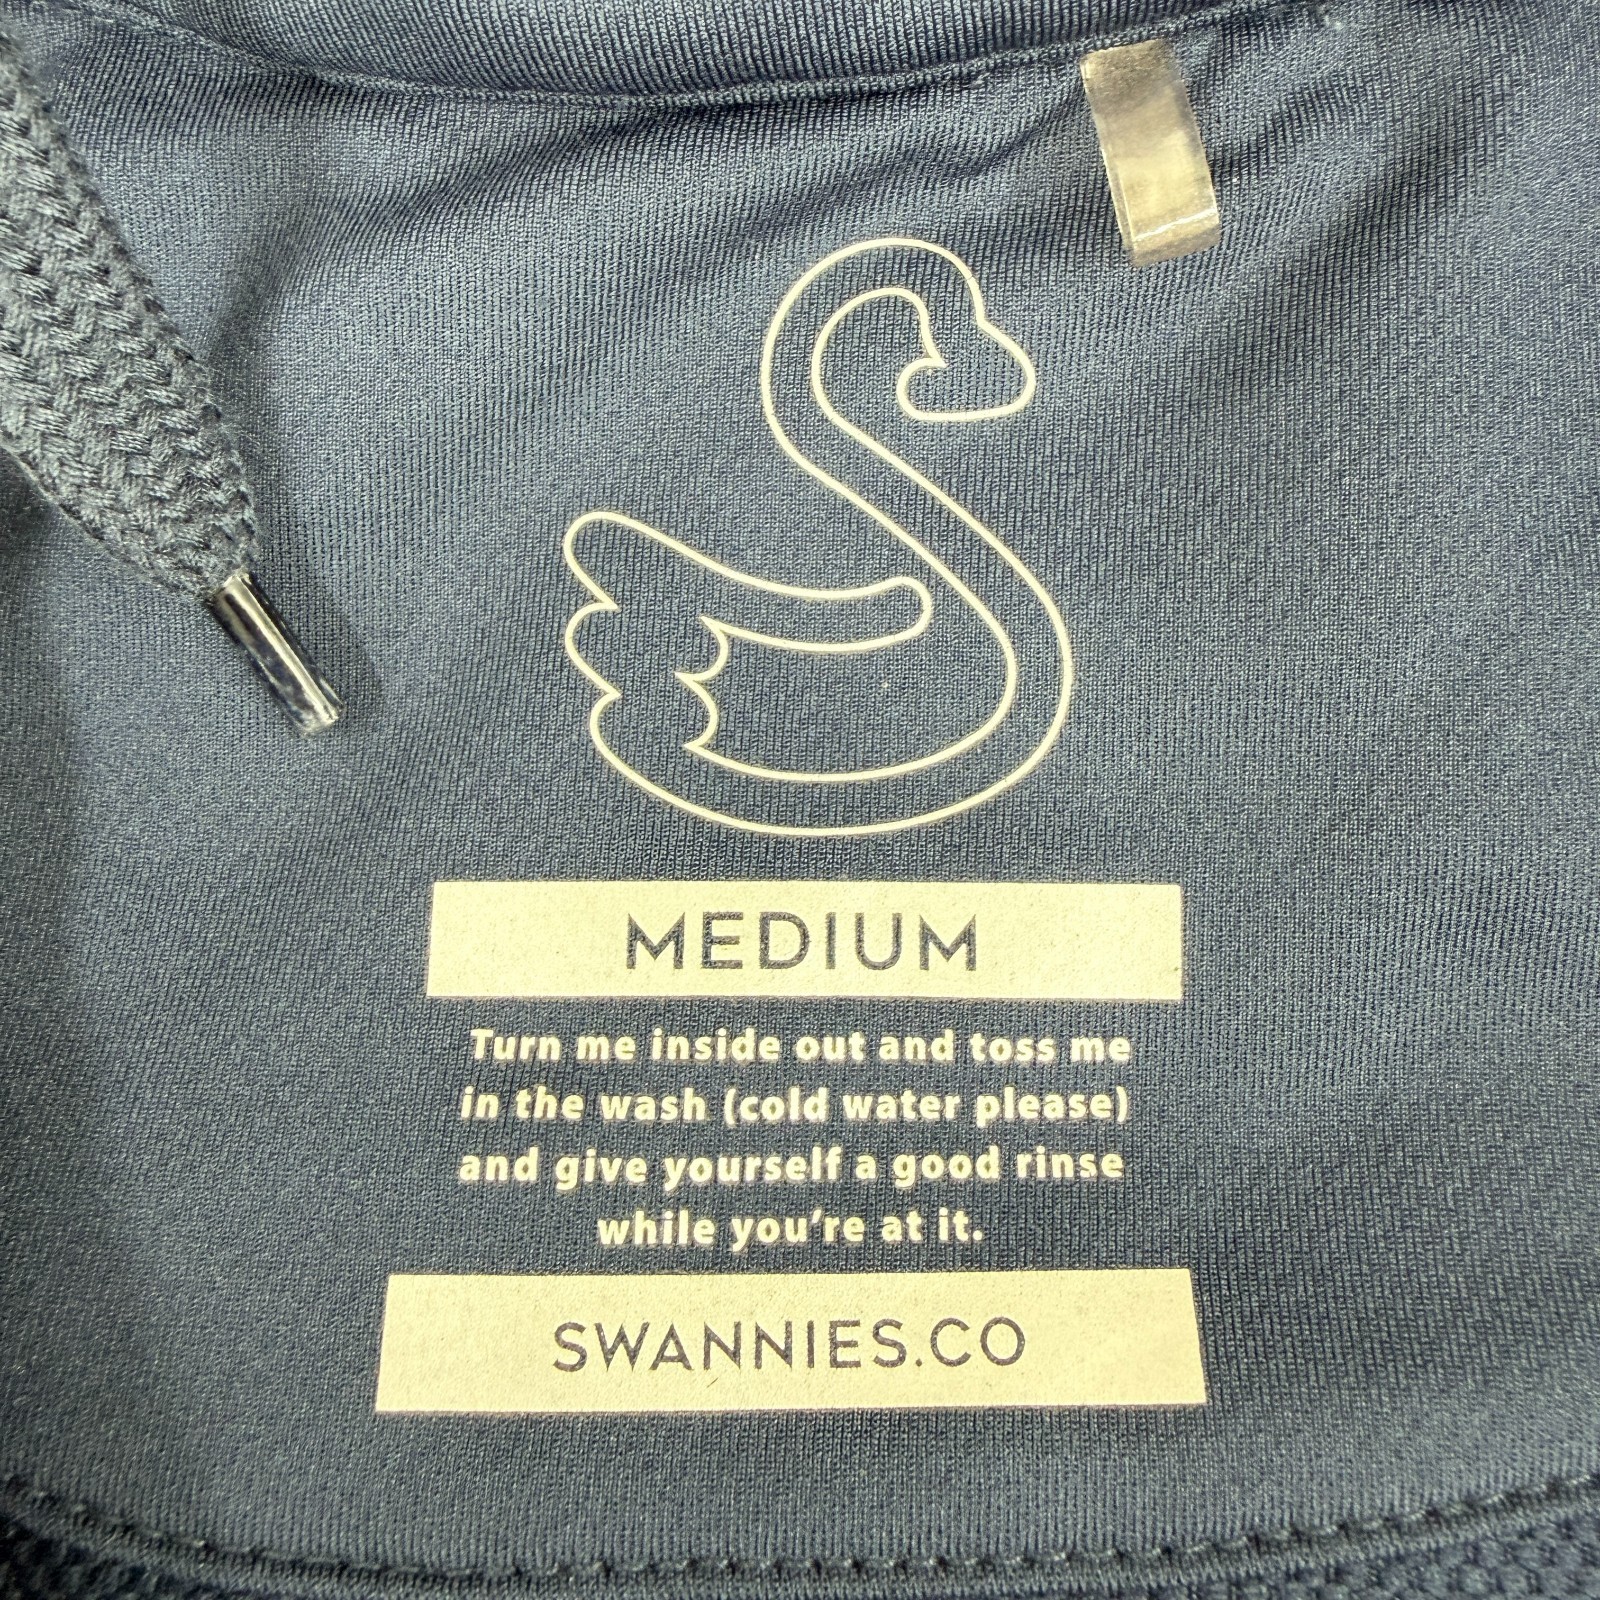 MEDIUM
Turn me inside out and toss me
in the wash (cold water please)
and give yourself a good rinse
while you're at it.
SWANNIES.CO